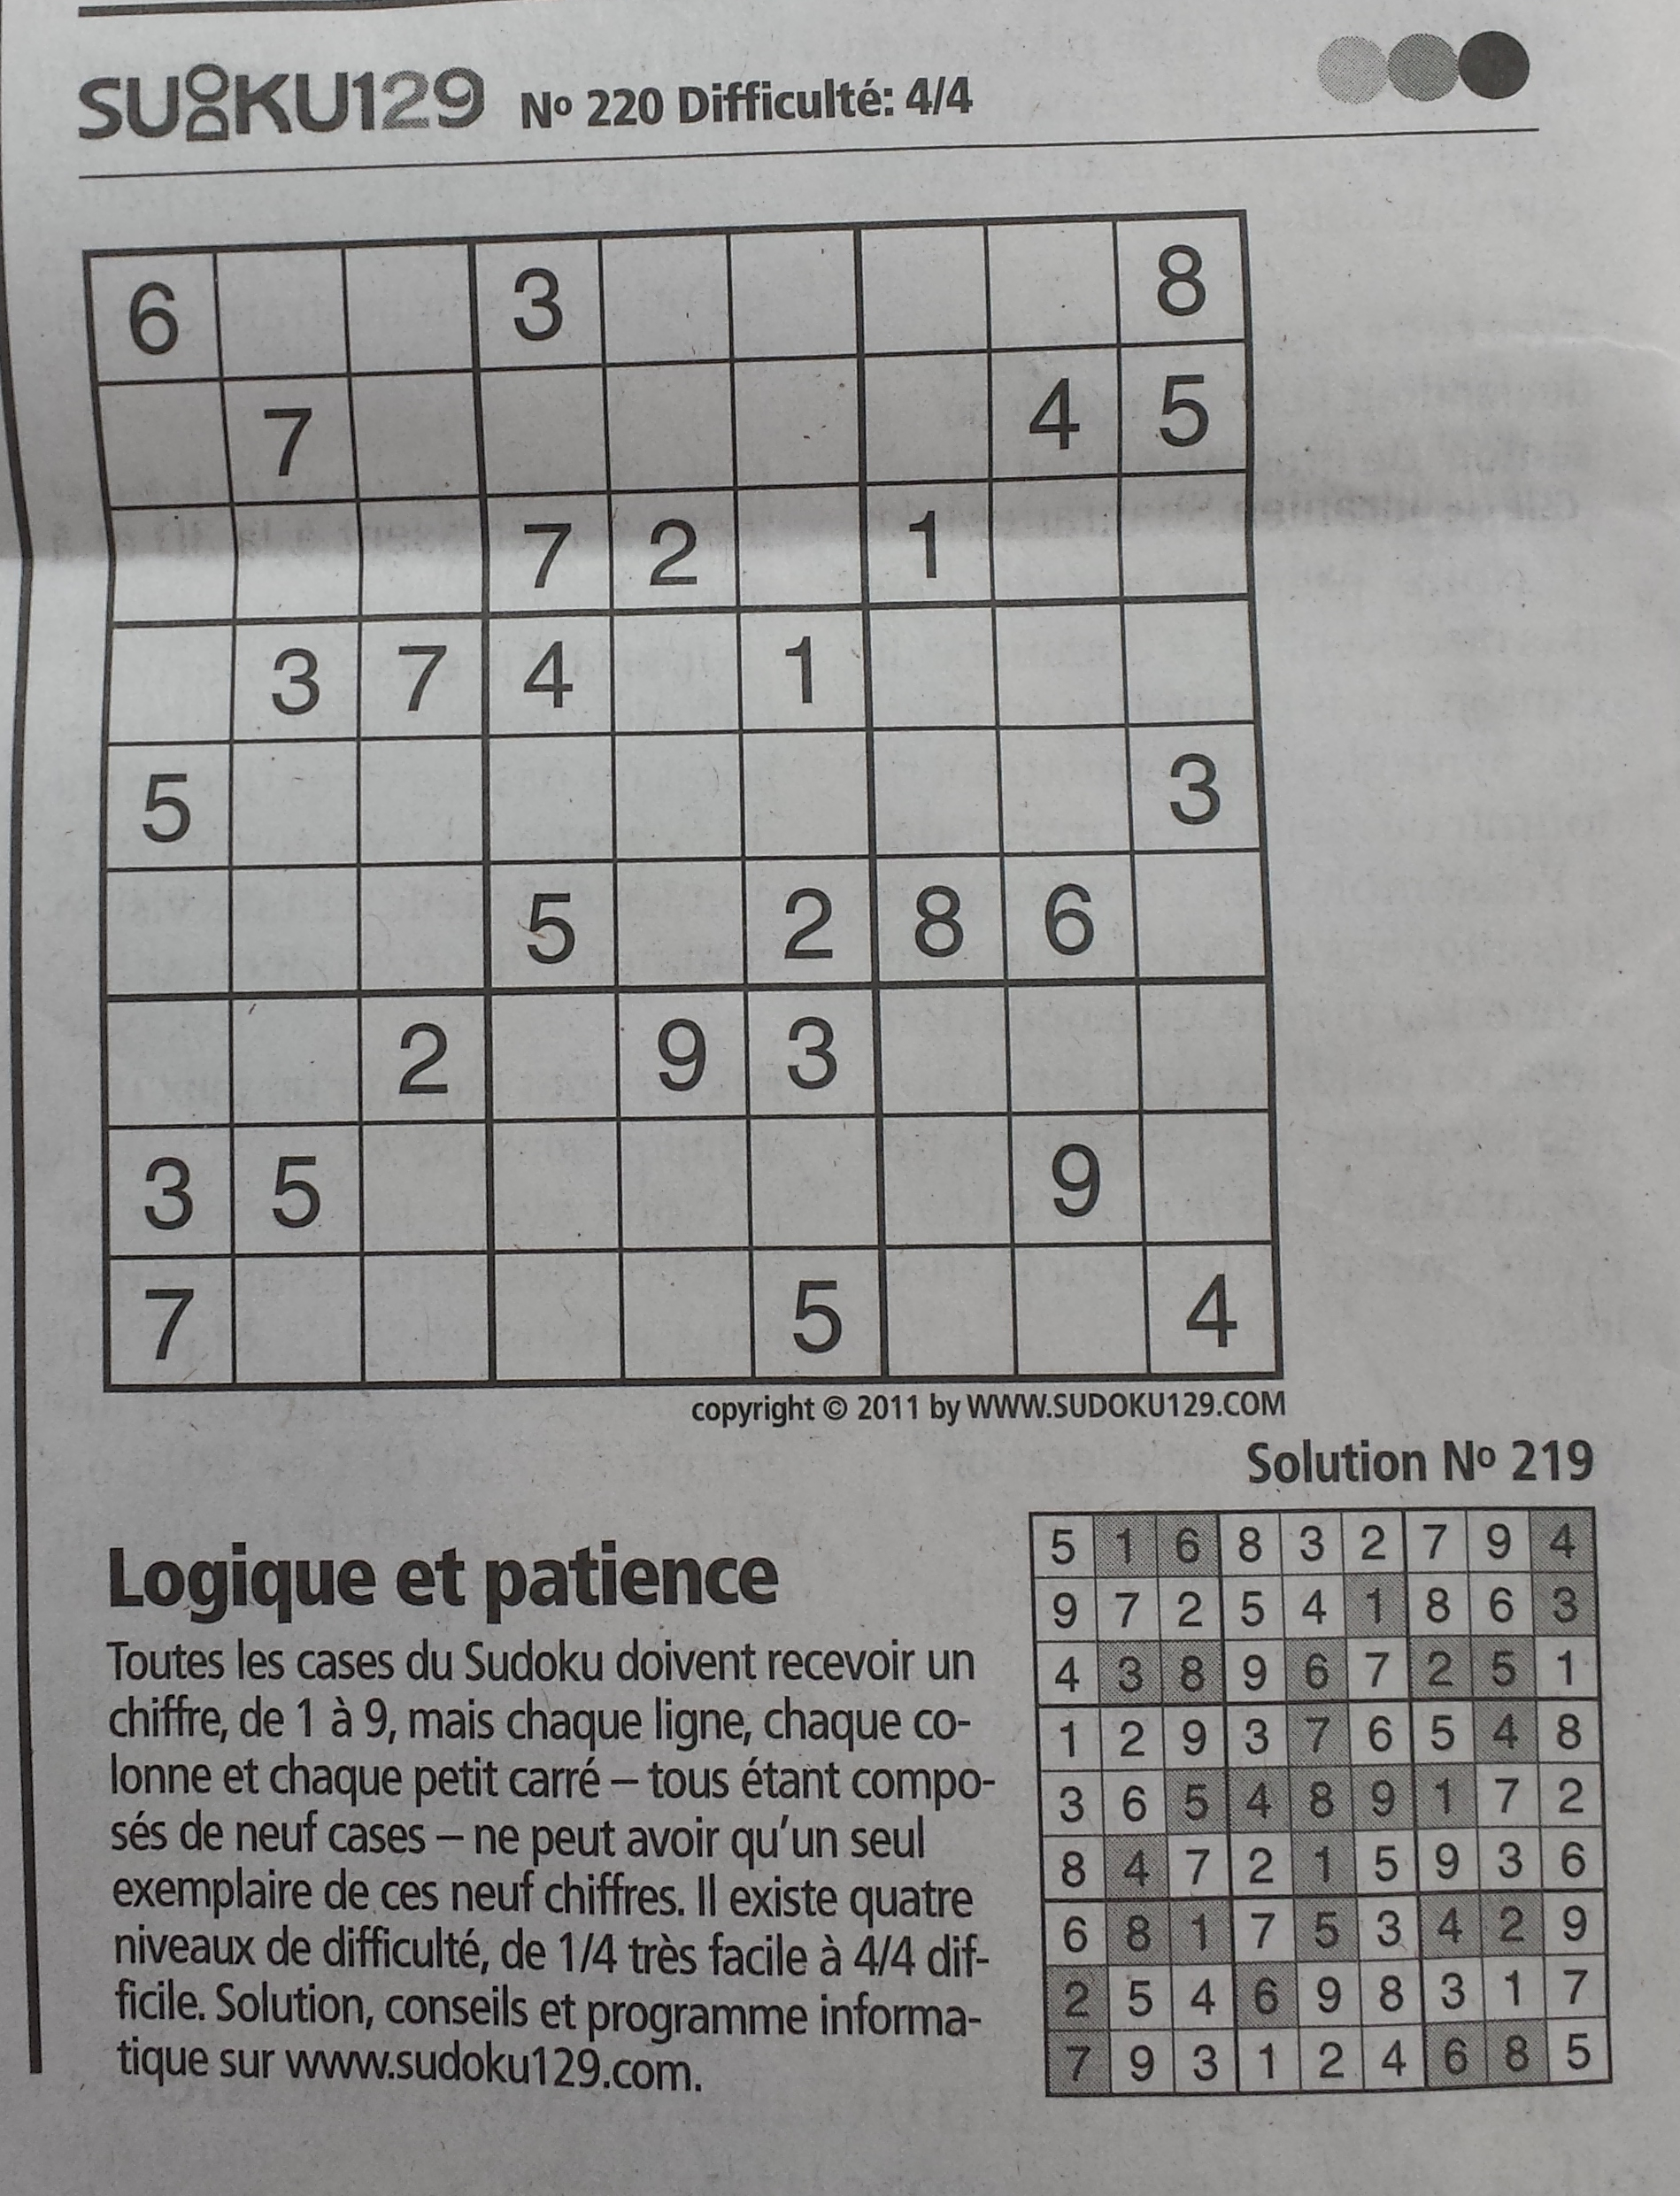 SUDOKU129 Nº 220 Difficulté: 4/4
6 3 8
7 4 5
7 2 1
3 7 4 1
5 3
5 2 8 6
2 9 3
3 5 9
7 5 4
copyright © 2011 by WWW.SUDOKU129.COM
Solution Nº 219
5 1 6 8 3 2 7 9 4
9 7 2 5 4 1 8 6 3
4 3 8 9 6 7 2 5 1
1 2 9 3 7 6 5 4 8
3 6 5 4 8 9 1 7 2
8 4 7 2 1 5 9 3 6
6 8 1 7 5 3 4 2 9
2 5 4 6 9 8 3 1 7
7 9 3 1 2 4 6 8 5
Logique et patience
Toutes les cases du Sudoku doivent recevoir un
chiffre, de 1 à 9, mais chaque ligne, chaque co-
lonne et chaque petit carré – tous étant compo-
sés de neuf cases – ne peut avoir qu'un seul
exemplaire de ces neuf chiffres. Il existe quatre
niveaux de difficulté, de 1/4 très facile à 4/4 dif-
ficile. Solution, conseils et programme informa-
tique sur www.sudoku129.com.